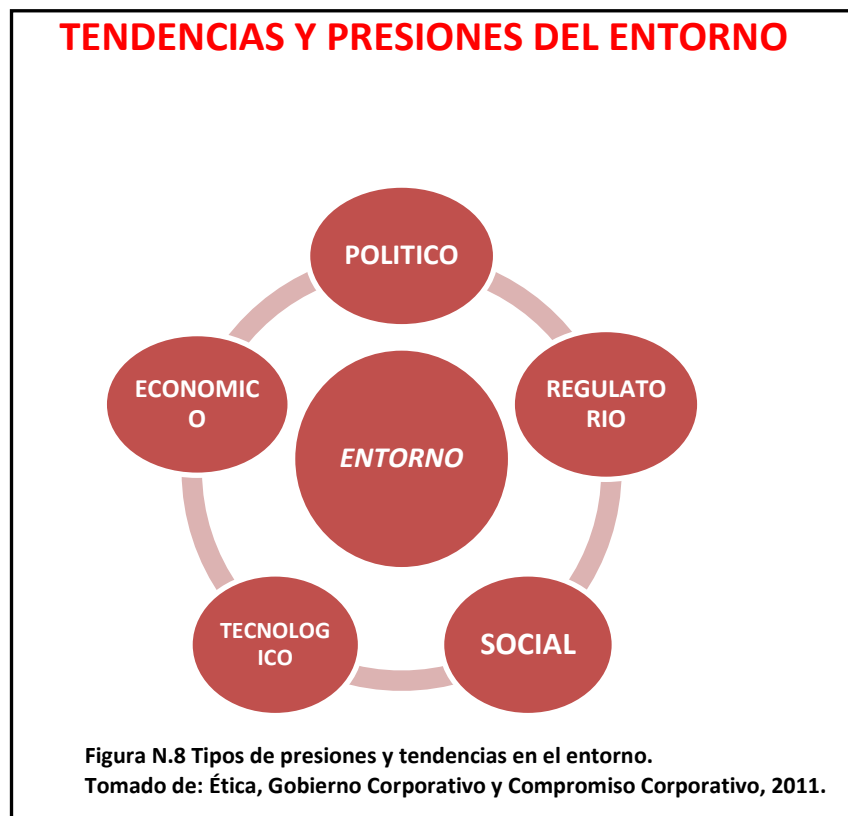 TENDENCIAS Y PRESIONES DEL ENTORNO
POLITICO
ECONOMIC
O
REGULATO
RIO
ENTORNO
TECNOLOG
ICO
SOCIAL
Figura N.8 Tipos de presiones y tendencias en el entorno.
Tomado de: Ética, Gobierno Corporativo y Compromiso Corporativo, 2011.